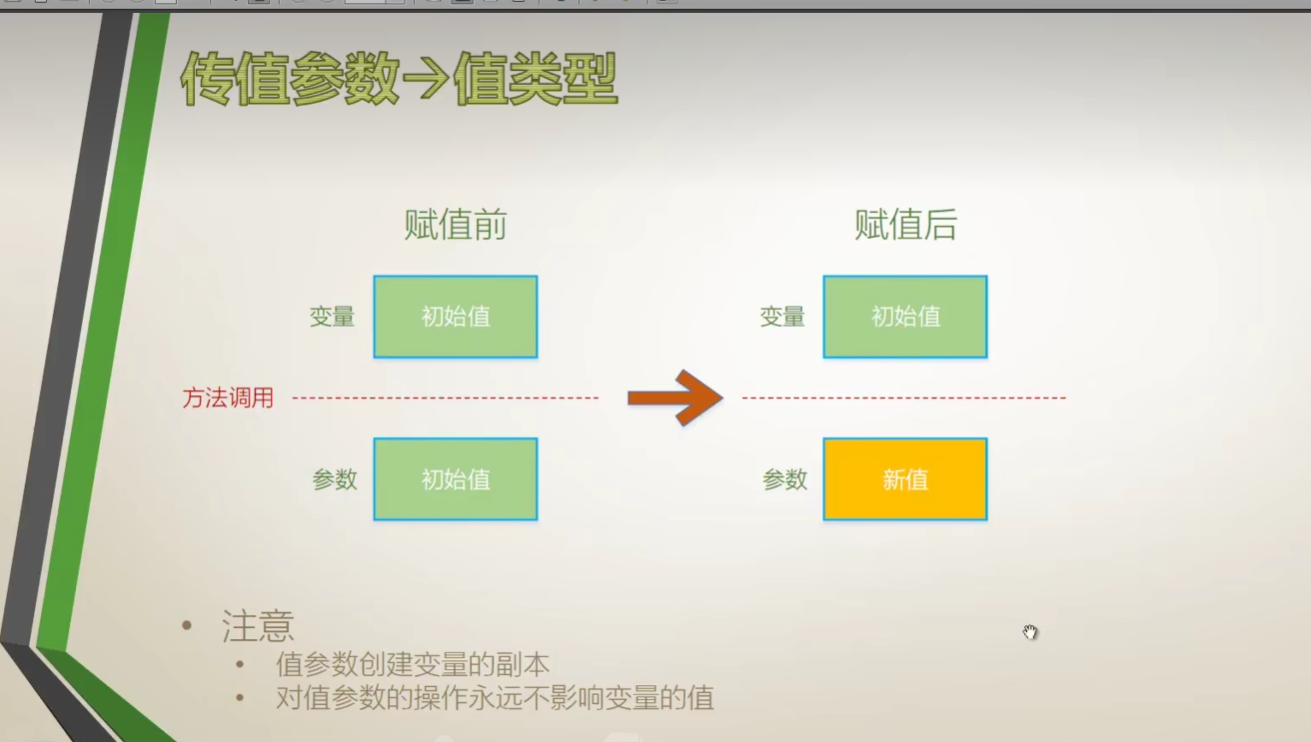 传值参数→值类型
赋值前 赋值后
变量 初始值 变量 初始值
方法调用
参数 初始值 参数 新值
• 注意
• 值参数创建变量的副本
• 对值参数的操作永远不影响变量的值